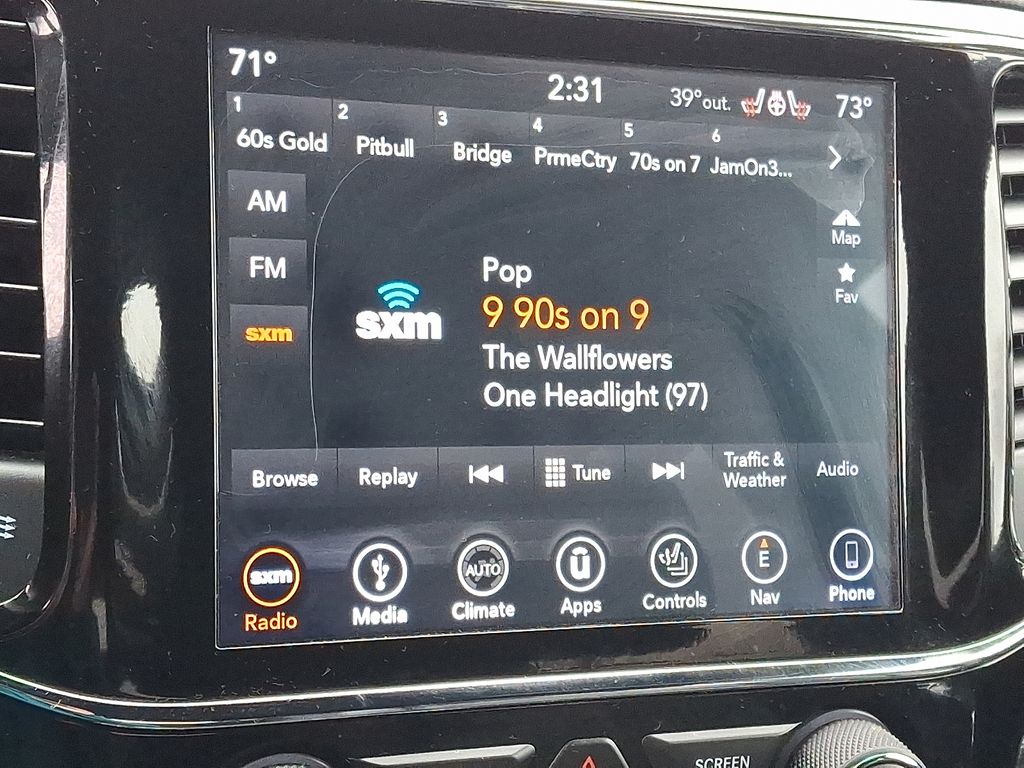 71°
2:31
39°out.
73°
1 2 3 4 5 6
60s Gold Pitbull Bridge PrmeCtry 70s on 7 JamOn3...
AM
FM
sxm
sxm
Pop
9 90s on 9
The Wallflowers
One Headlight (97)
Map
Fav
Browse Replay Tune Traffic & Weather Audio
sxm AUTO ū E
Radio Media Climate Apps Controls Nav Phone
SCREEN